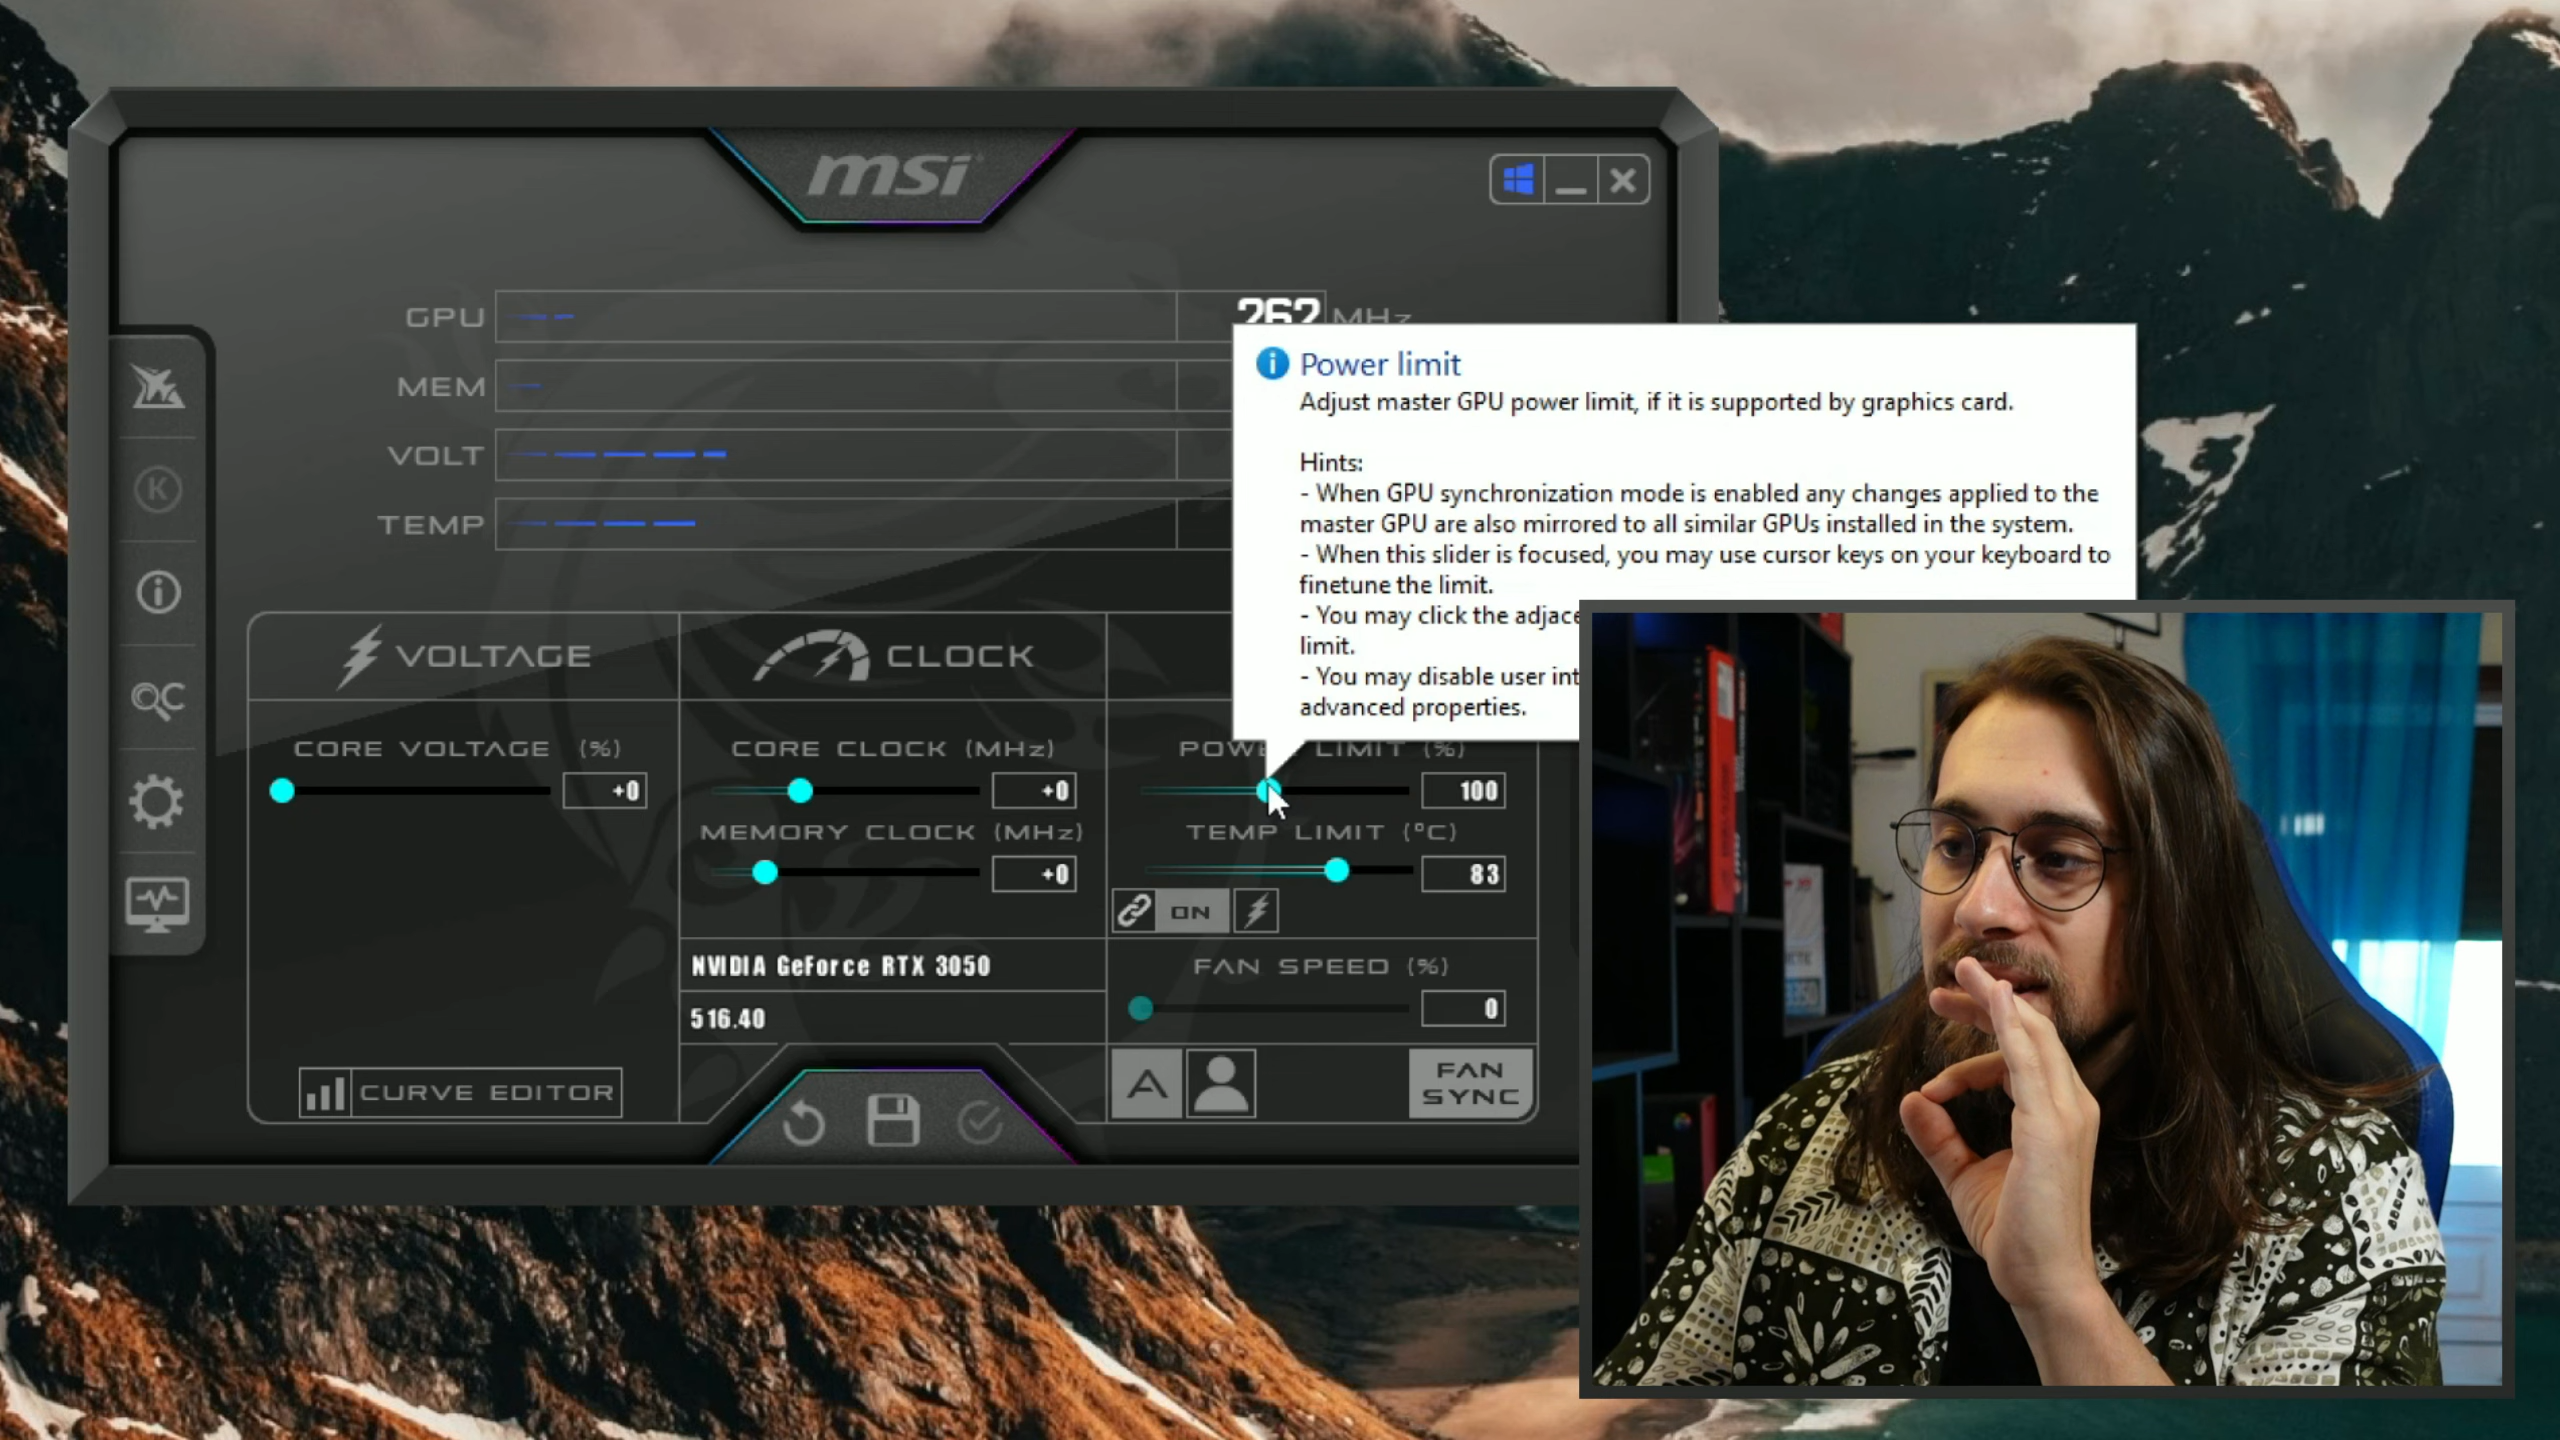 msi
GPU
262 MHz
MEM
VOLT
TEMP
Power limit
Adjust master GPU power limit, if it is supported by graphics card.
Hints:
- When GPU synchronization mode is enabled any changes applied to the
master GPU are also mirrored to all similar GPUs installed in the system.
- When this slider is focused, you may use cursor keys on your keyboard to
finetune the limit.
- You may click the
limit.
- You may disable user
advanced properties.
VOLTAGE
CLOCK
CORE VOLTAGE (%)
+0
CORE CLOCK (MHz)
+0
MEMORY CLOCK (MHz)
+0
POWER LIMIT (%)
100
TEMP LIMIT (°C)
83
ON
NVIDIA GeForce RTX 3050
516.40
FAN SPEED (%)
0
CURVE EDITOR
A
FAN
SYNC
K
OC